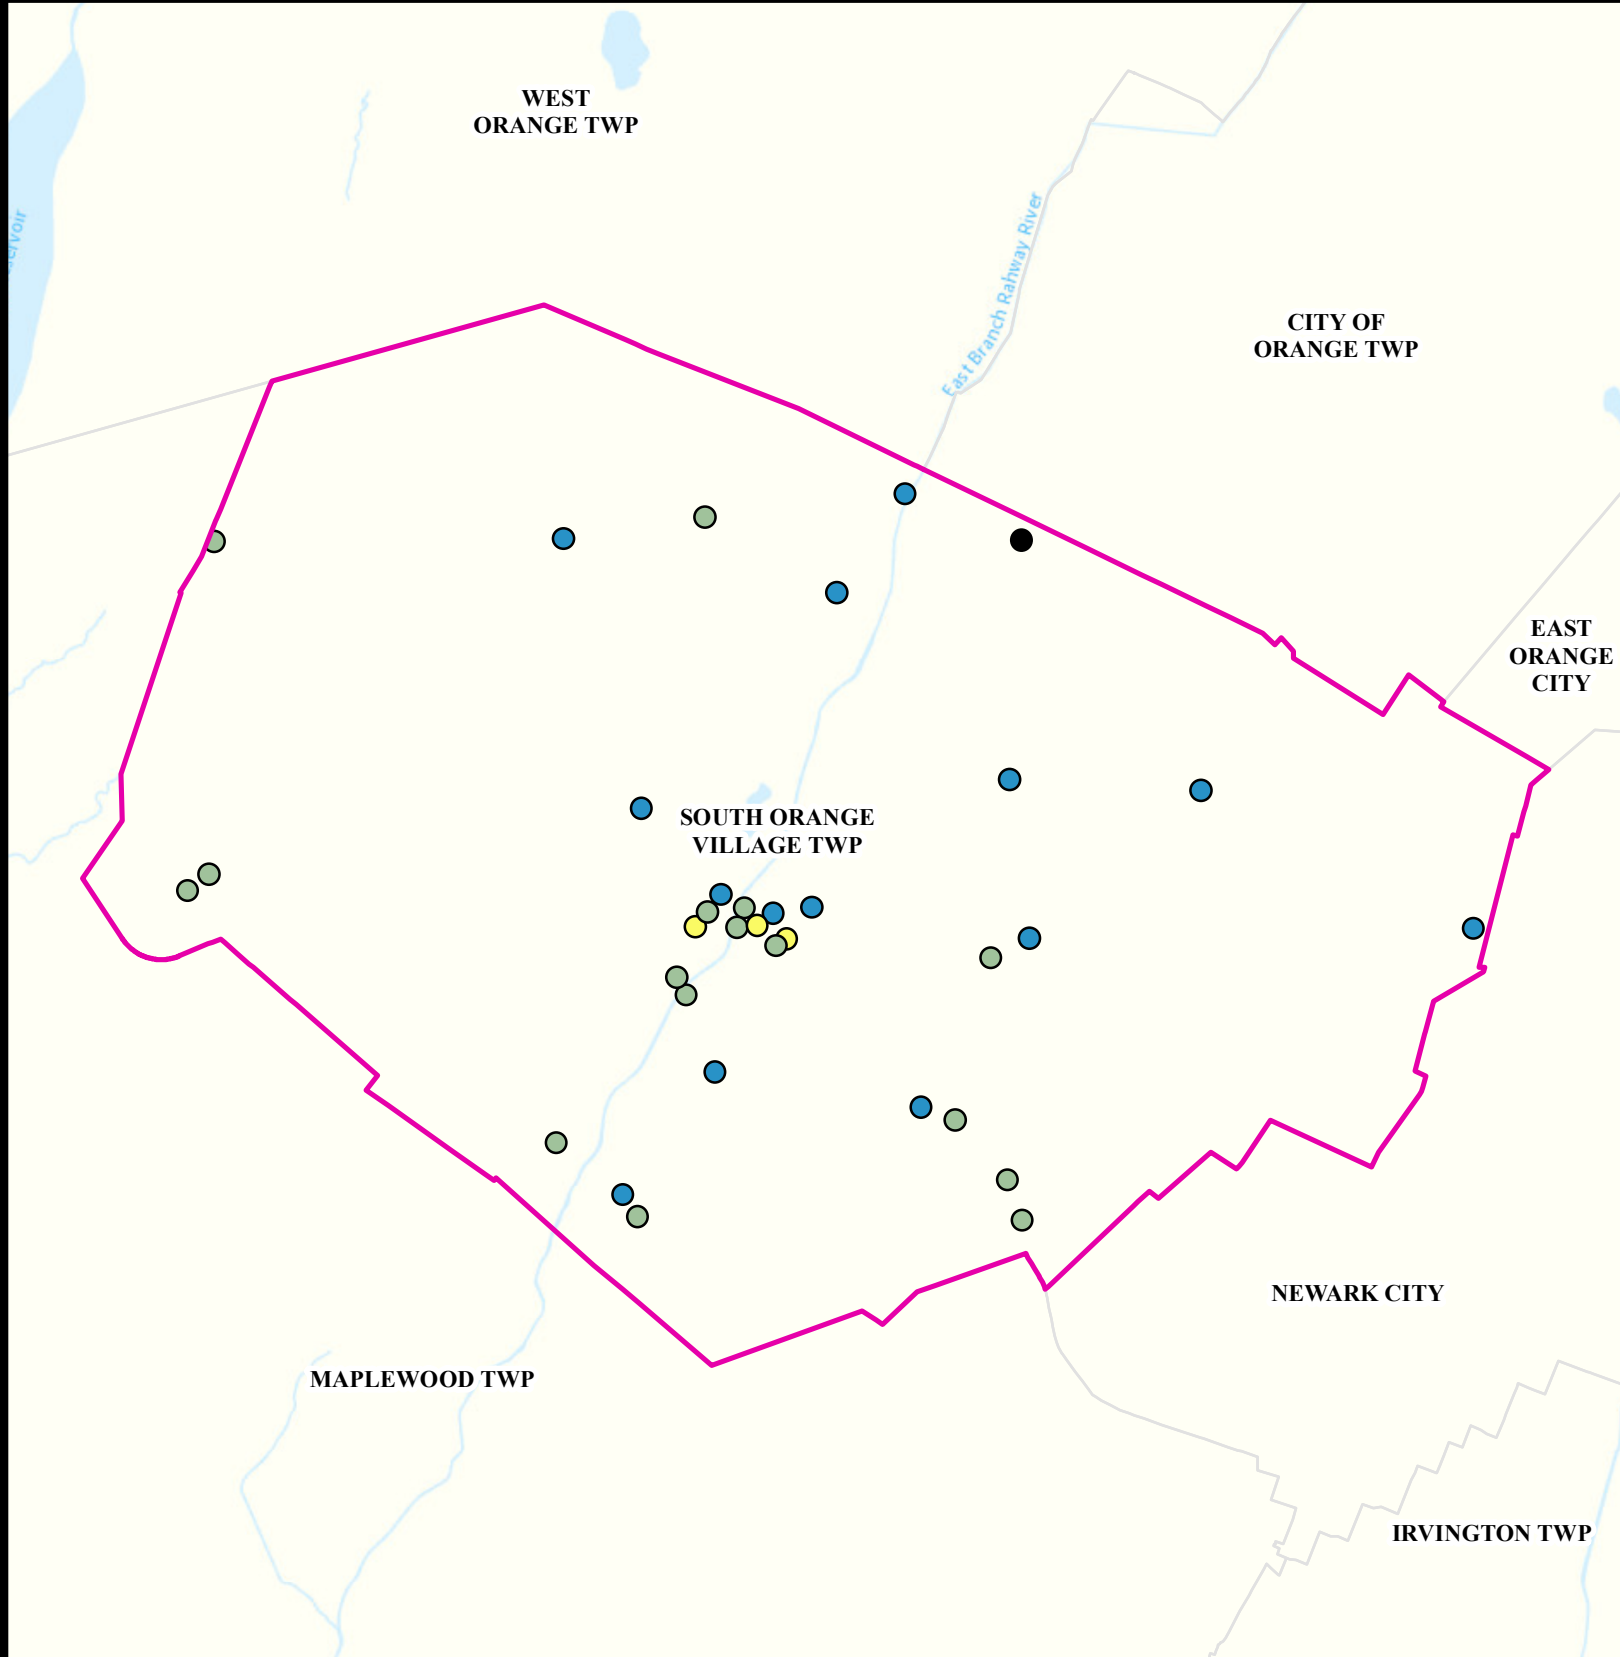 WEST
ORANGE TWP
ervoir
East Branch Rahway River
CITY OF
ORANGE TWP
EAST
ORANGE
CITY
SOUTH ORANGE
VILLAGE TWP
NEWARK CITY
MAPLEWOOD TWP
IRVINGTON TWP